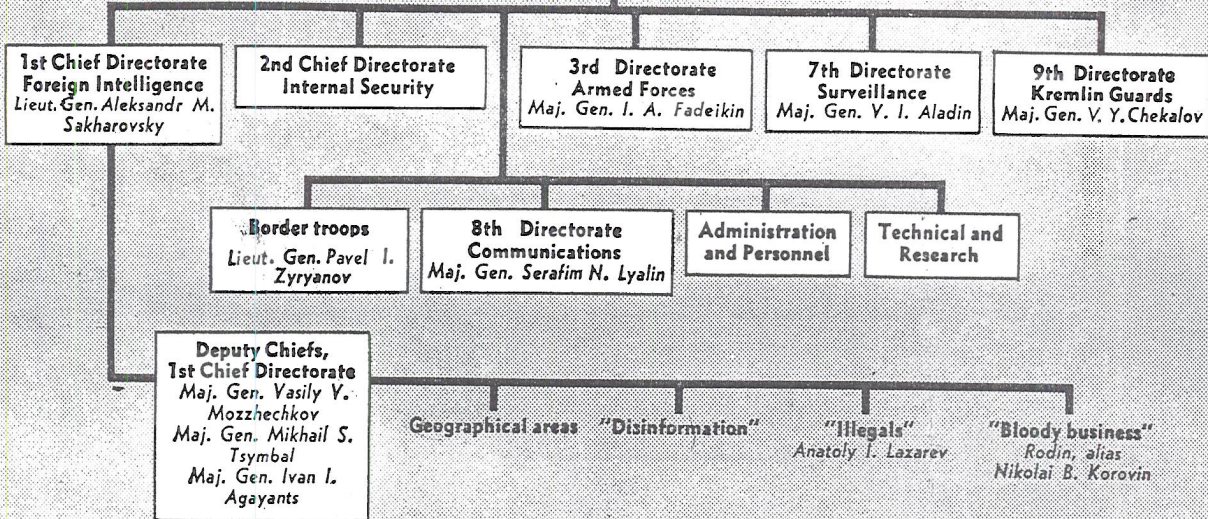 1st Chief Directorate
Foreign Intelligence
Lieut. Gen. Aleksandr M.
Sakharovsky
2nd Chief Directorate
Internal Security
3rd Directorate
Armed Forces
Maj. Gen. I. A. Fadeikin
7th Directorate
Surveillance
Maj. Gen. V. I. Aladin
9th Directorate
Kremlin Guards
Maj. Gen. V. Y. Chekalov
Border troops
Lieut. Gen. Pavel I.
Zyryanov
8th Directorate
Communications
Maj. Gen. Serafim N. Lyalin
Administration
and Personnel
Technical and
Research
Deputy Chiefs,
1st Chief Directorate
Maj. Gen. Vasily V.
Mozzhechkov
Maj. Gen. Mikhail S.
Tsymbal
Maj. Gen. Ivan I.
Agayants
Geographical areas
"Disinformation"
"Illegals"
Anatoly I. Lazarev
"Bloody business"
Rodin, alias
Nikolai B. Korovin